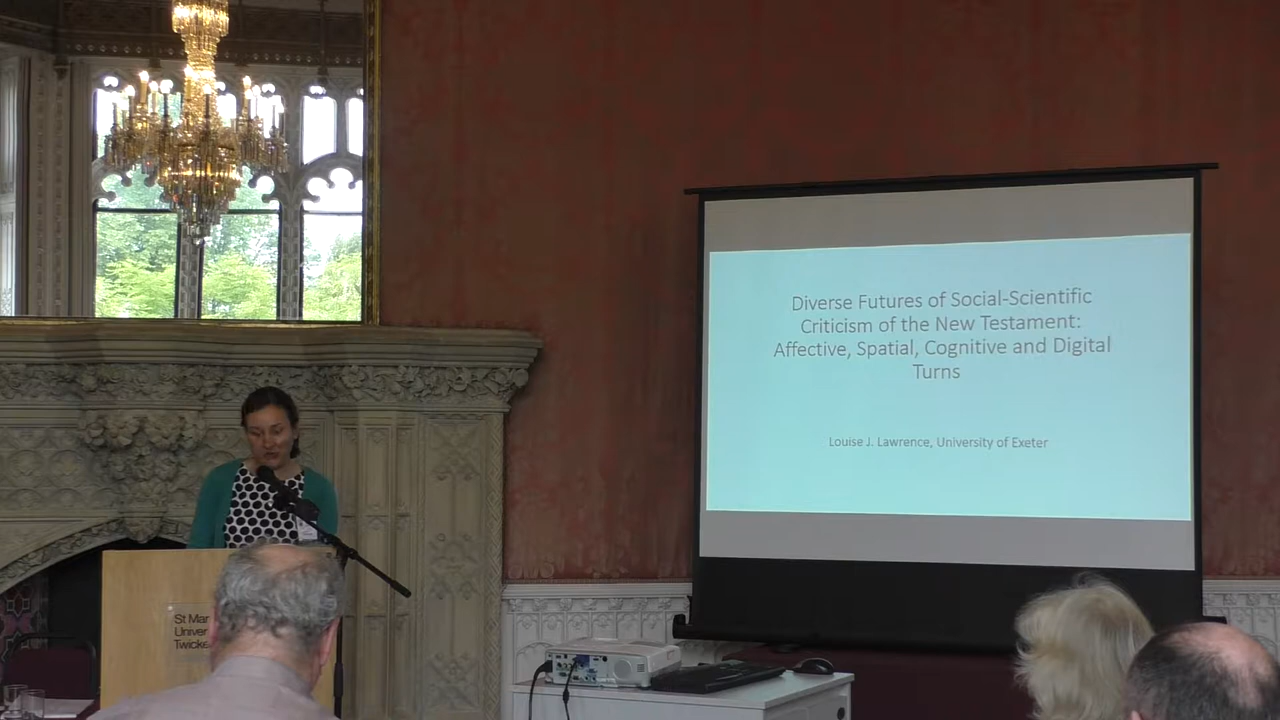 Diverse Futures of Social-Scientific
Criticism of the New Testament:
Affective, Spatial, Cognitive and Digital
Turns
Louise J. Lawrence, University of Exeter
St Mar
Univer
Twicke